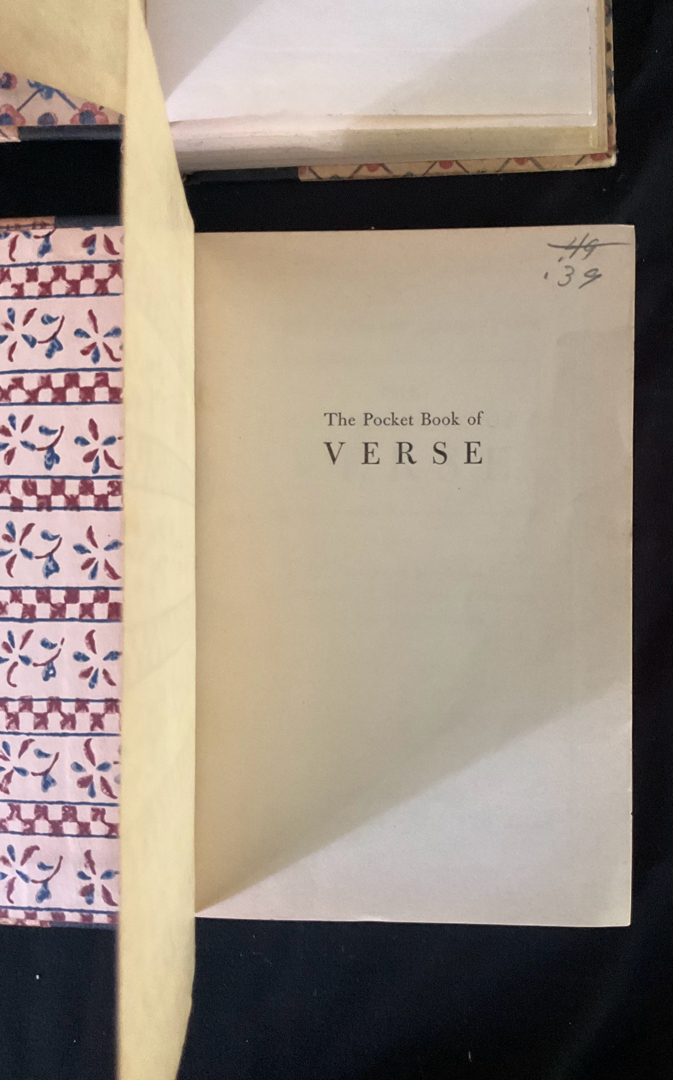 .49
.39
The Pocket Book of
VERSE